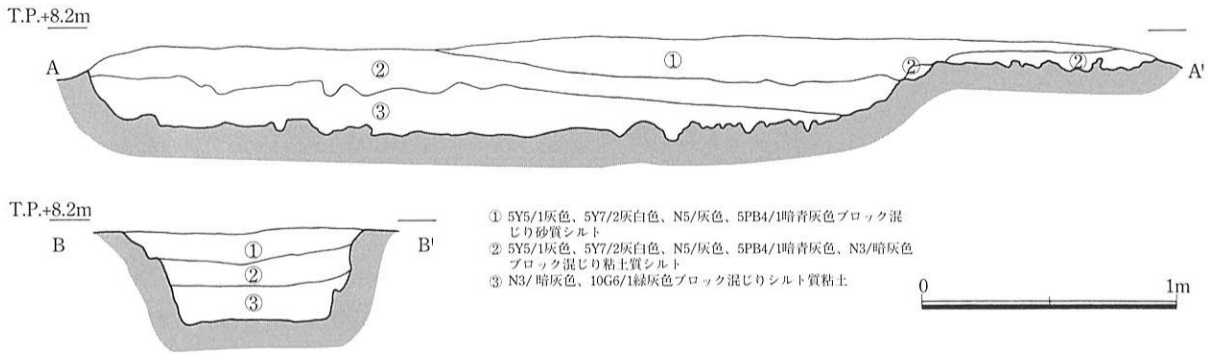 T.P.+8.2m
A
A'
①
②
②
②
③
T.P.+8.2m
B
B'
①
②
③
① 5Y5/1灰色、5Y7/2灰白色、N5/灰色、5PB4/1暗青灰色ブロック混
じり砂質シルト
② 5Y5/1灰色、5Y7/2灰白色、N5/灰色、5PB4/1暗青灰色、N3/暗灰色
ブロック混じり粘土質シルト
③ N3/ 暗灰色、10G6/1緑灰色ブロック混じりシルト質粘土
0
1m